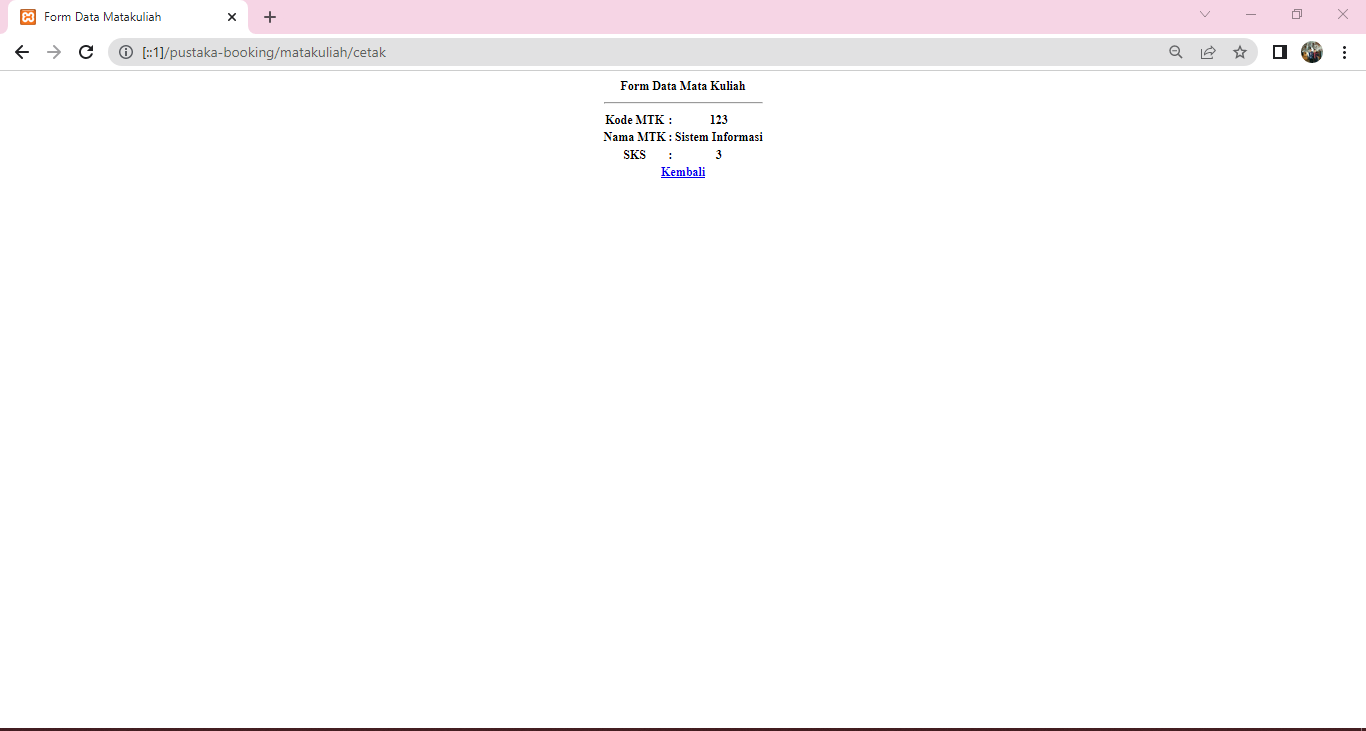 Form Data Matakuliah
[::1]/pustaka-booking/matakuliah/cetak
Form Data Mata Kuliah
Kode MTK : 123
Nama MTK : Sistem Informasi
SKS : 3
Kembali